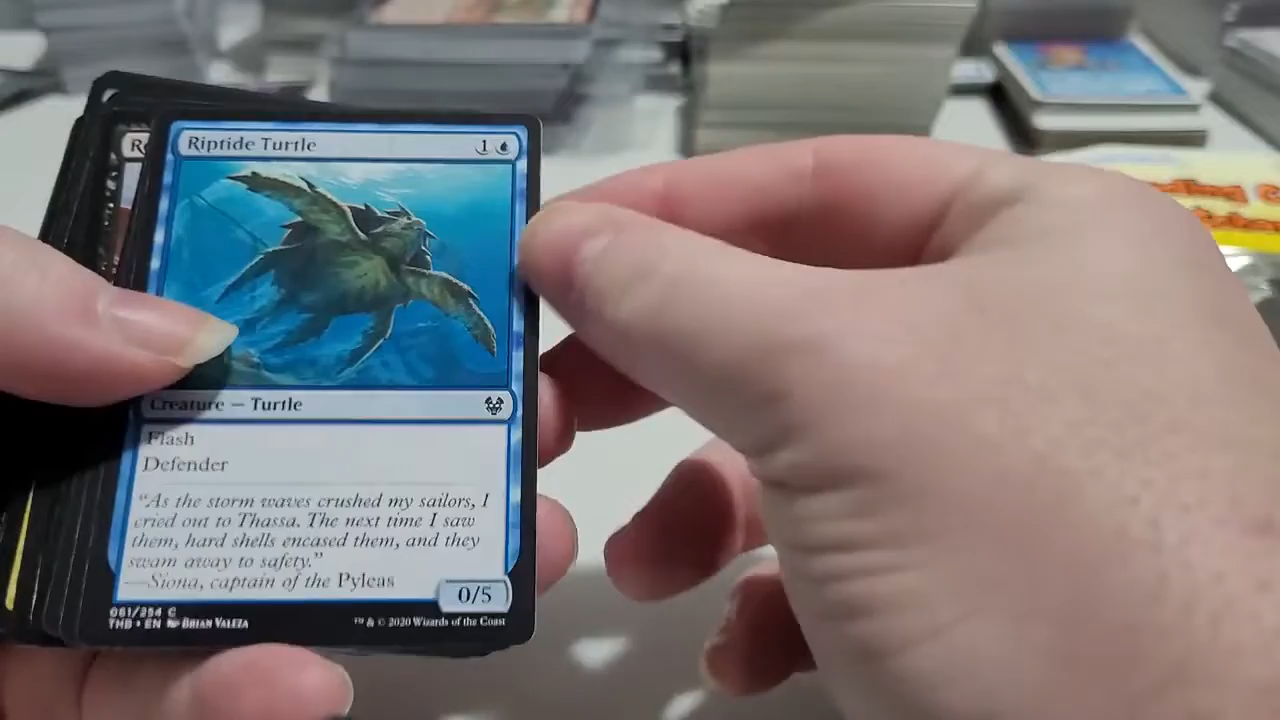 Riptide Turtle 1
Creature — Turtle
Flash
Defender
“As the storm waves crushed my sailors, I
cried out to Thassa. The next time I saw
them, hard shells encased them, and they
swam away to safety.”
—Siona, captain of the Pyleas
0/5
061/254 C
THB • EN BRIAN VALEZA
™ & © 2020 Wizards of the Coast